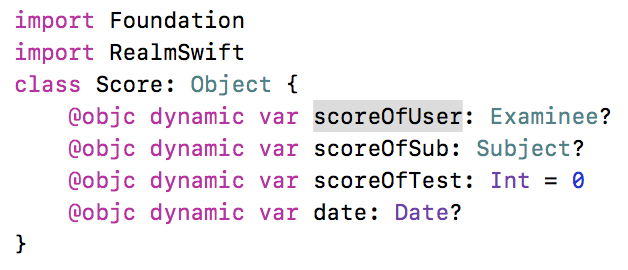 import Foundation
import RealmSwift
class Score: Object {
    @objc dynamic var scoreOfUser: Examinee?
    @objc dynamic var scoreOfSub: Subject?
    @objc dynamic var scoreOfTest: Int = 0
    @objc dynamic var date: Date?
}